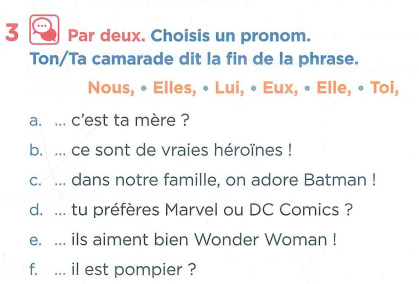 3 Par deux. Choisis un pronom.
Ton/Ta camarade dit la fin de la phrase.
Nous, • Elles, • Lui, • Eux, • Elle, • Toi,
a. ... c'est ta mère ?
b. ... ce sont de vraies héroïnes !
c. ... dans notre famille, on adore Batman !
d. ... tu préfères Marvel ou DC Comics ?
e. ... ils aiment bien Wonder Woman !
f. ... il est pompier ?